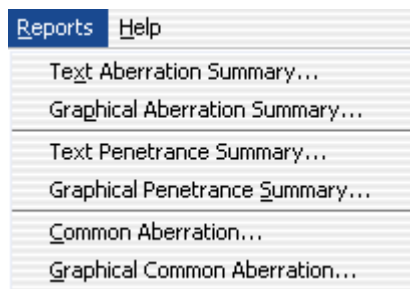 Reports Help
Text Aberration Summary...
Graphical Aberration Summary...
Text Penetrance Summary...
Graphical Penetrance Summary...
Common Aberration...
Graphical Common Aberration...